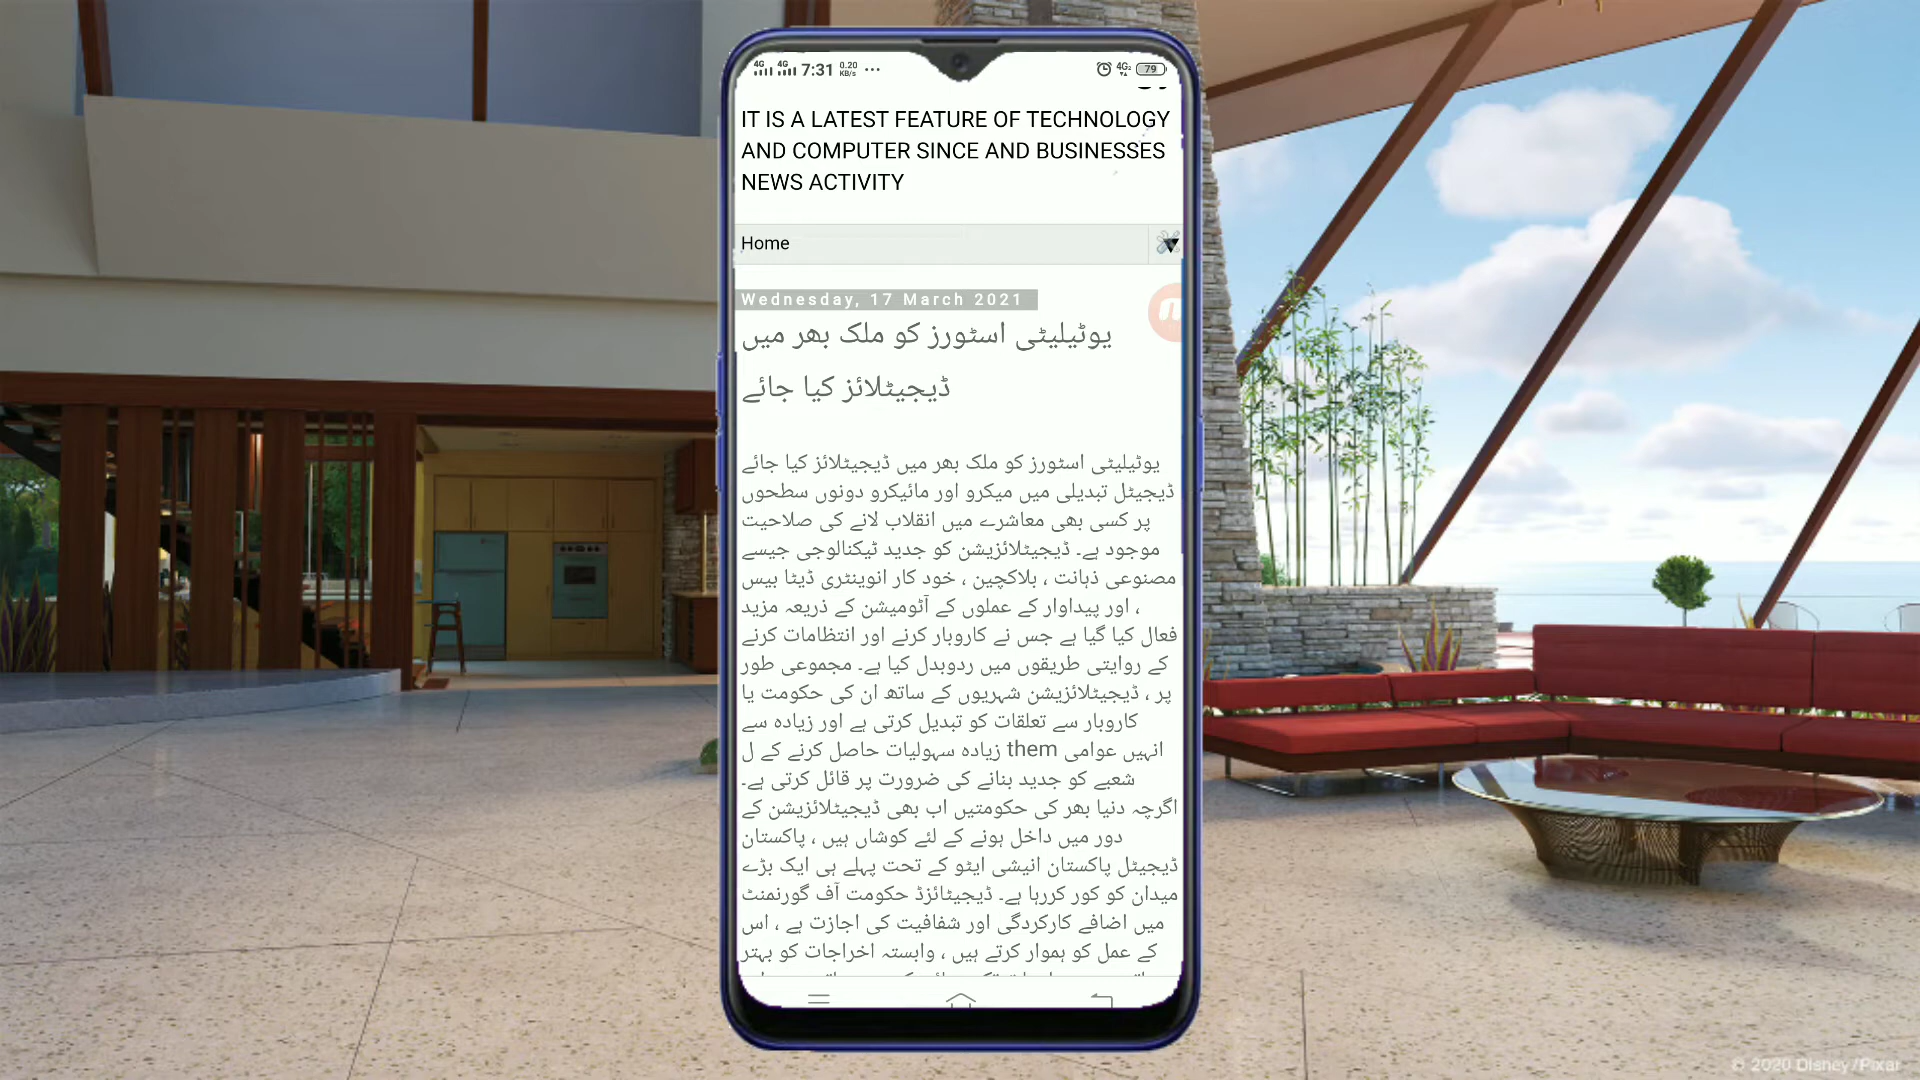 4G 4G 7:31 0.20 KB/s ... 4G2 79
IT IS A LATEST FEATURE OF TECHNOLOGY
AND COMPUTER SINCE AND BUSINESSES
NEWS ACTIVITY
Home
Wednesday, 17 March 2021
یوٹیلیٹی اسٹورز کو ملک بھر میں
ڈیجیٹلائز کیا جائے
یوٹیلیٹی اسٹورز کو ملک بھر میں ڈیجیٹلائز کیا جائے
ڈیجیٹل تبدیلی میں میکرو اور مائیکرو دونوں سطحوں
پر کسی بھی معاشرے میں انقلاب لانے کی صلاحیت
موجود ہے۔ ڈیجیٹلائزیشن کو جدید ٹیکنالوجی جیسے
مصنوعی ذہانت ، بلاکچین ، خود کار انوینٹری ڈیٹا بیس
، اور پیداوار کے عملوں کے آٹومیشن کے ذریعہ مزید
فعال کیا گیا ہے جس نے کاروبار کرنے اور انتظامات کرنے
کے روایتی طریقوں میں ردوبدل کیا ہے۔ مجموعی طور
پر ، ڈیجیٹلائزیشن شہریوں کے ساتھ ان کی حکومت یا
کاروبار سے تعلقات کو تبدیل کرتی ہے اور زیادہ سے
زیادہ سہولیات حاصل کرنے کے ل them انہیں عوامی
شعبے کو جدید بنانے کی ضرورت پر قائل کرتی ہے۔
اگرچہ دنیا بھر کی حکومتیں اب بھی ڈیجیٹلائزیشن کے
دور میں داخل ہونے کے لئے کوشاں ہیں ، پاکستان
ڈیجیٹل پاکستان انیشی ایٹو کے تحت پہلے ہی ایک بڑے
میدان کو کور کررہا ہے۔ ڈیجیٹائزڈ حکومت آف گورنمنٹ
میں اضافے کارکردگی اور شفافیت کی اجازت ہے ، اس
کے عمل کو ہموار کرتے ہیں ، وابستہ اخراجات کو بہتر
© 2020 Disney/Pixar